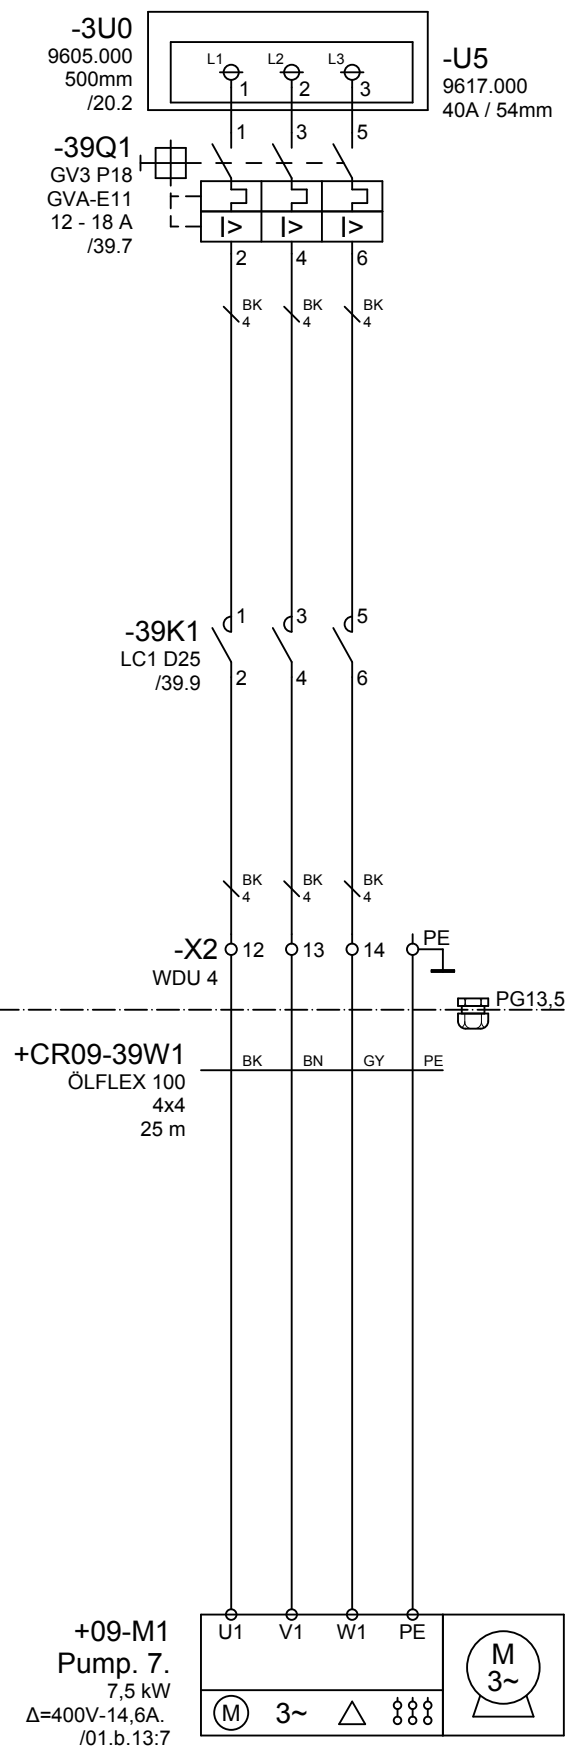 -3U0
9605.000
500mm
/20.2
L1 L2 L3
1 2 3
-U5
9617.000
40A / 54mm
-39Q1
GV3 P18
GVA-E11
12 - 18 A
/39.7
1 3 5
I> I> I>
2 4 6
BK BK BK
4 4 4
-39K1
LC1 D25
/39.9
1 3 5
2 4 6
BK BK BK
4 4 4
-X2
WDU 4
12 13 14 PE
PG13,5
+CR09-39W1
ÖLFLEX 100
4x4
25 m
BK BN GY PE
+09-M1
Pump. 7.
7,5 kW
Δ=400V-14,6A.
/01.b.13:7
U1 V1 W1 PE
M 3~
M
3~